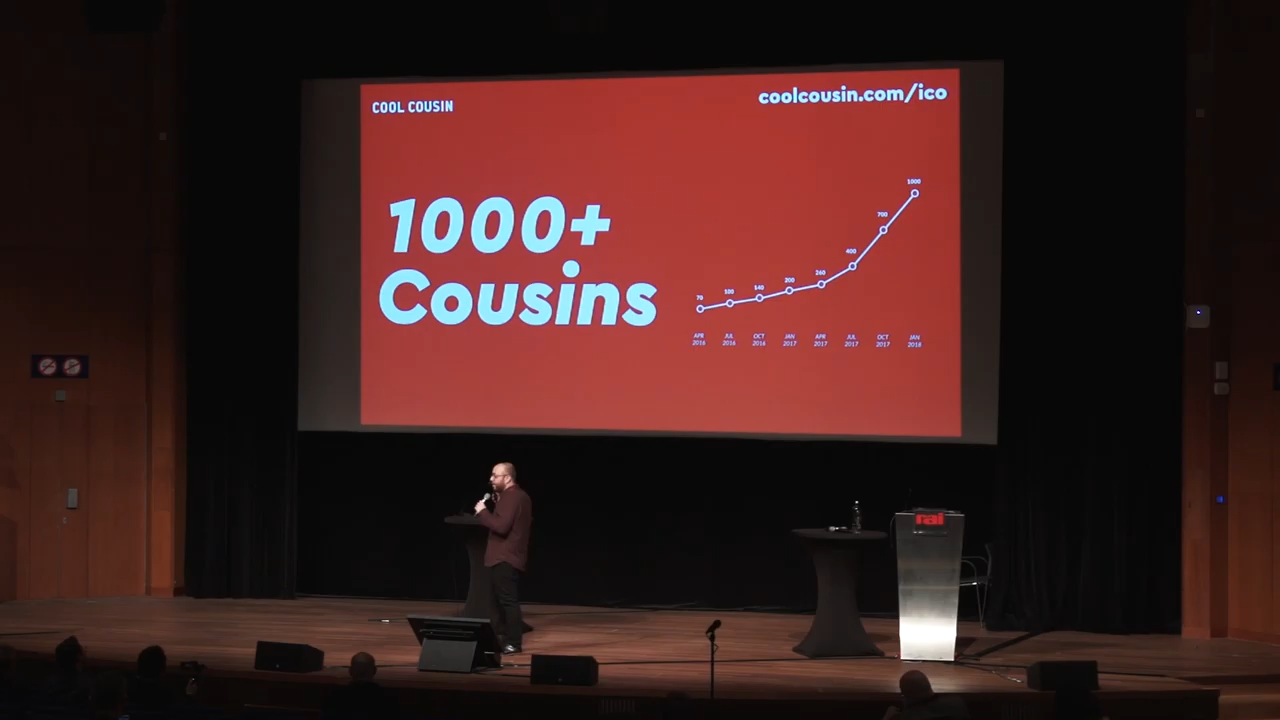 COOL COUSIN
coolcousin.com/ico
1000+
Cousins
70
100
140
200
260
400
700
1000
APR 2016
JUL 2016
OCT 2016
JAN 2017
APR 2017
JUL 2017
OCT 2017
JAN 2018
rai